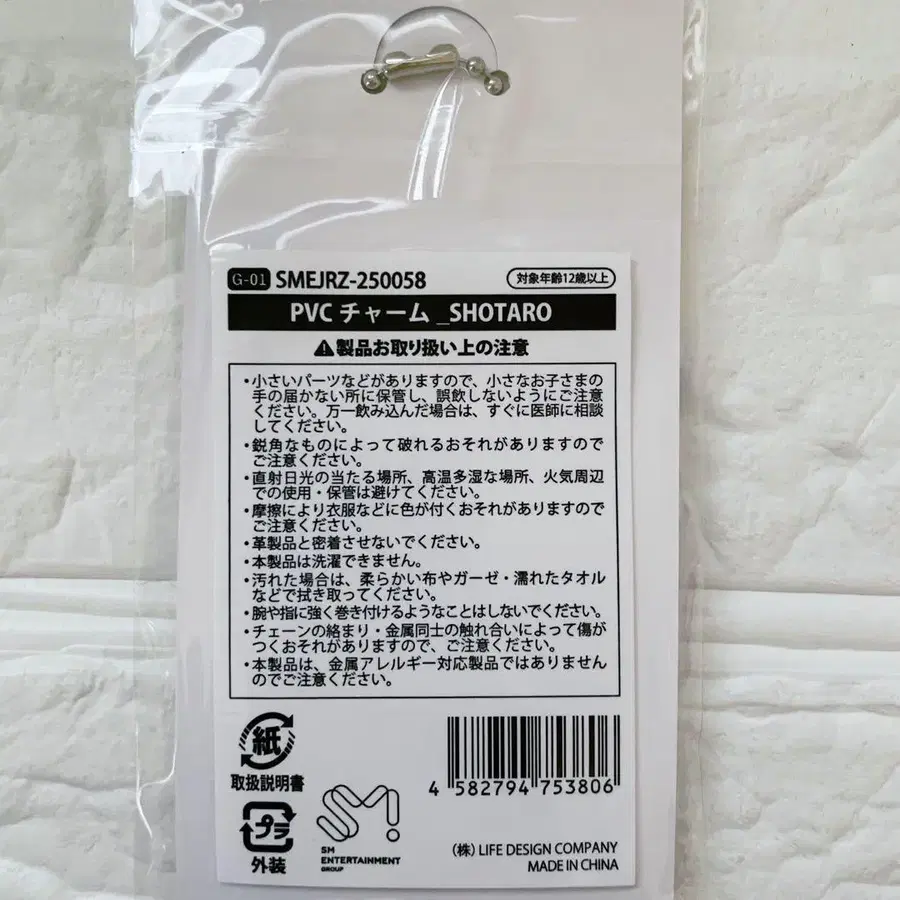 G-01 SMEJRZ-250058 対象年齢12歳以上
PVC チャーム _SHOTARO
⚠製品お取り扱い上の注意
・小さいパーツなどがありますので、小さなお子さまの
手の届かない所に保管し、誤飲しないようにご注意
ください。万一飲み込んだ場合は、すぐに医師に相談
してください。
・鋭角なものによって破れるおそれがありますので
ご注意ください。
・直射日光の当たる場所、高温多湿な場所、火気周辺
での使用・保管は避けてください。
・摩擦により衣服などに色が付くおそれがありますので
ご注意ください。
・革製品と密着させないでください。
・本製品は洗濯できません。
・汚れた場合は、柔らかい布やガーゼ・濡れたタオル
などで拭き取ってください。
・腕や指に強く巻き付けるようなことはしないでください。
・チェーンの絡まり・金属同士の触れ合いによって傷が
つくおそれがありますので、ご注意ください。
・本製品は、金属アレルギー対応製品ではありません
のでご注意ください。
紙
取扱説明書
プラ
外装
SM
SM
ENTERTAINMENT
GROUP
4 582794 753806
（株）LIFE DESIGN COMPANY
MADE IN CHINA